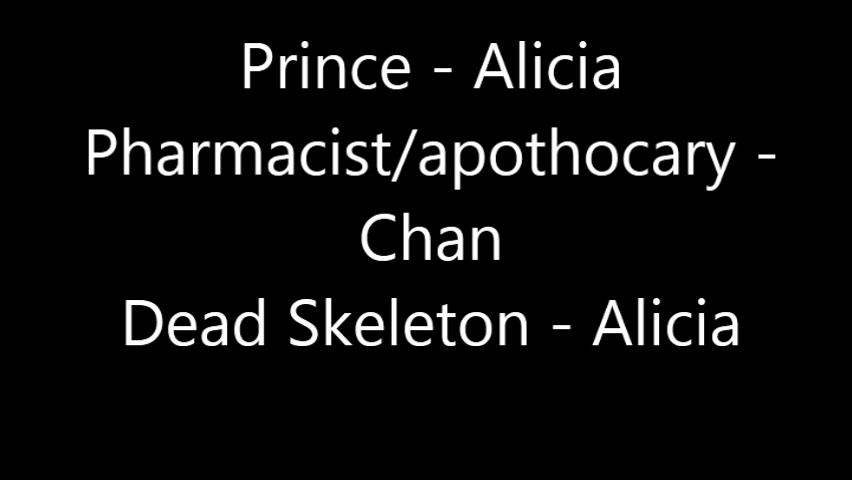 Prince - Alicia
Pharmacist/apothocary -
Chan
Dead Skeleton - Alicia